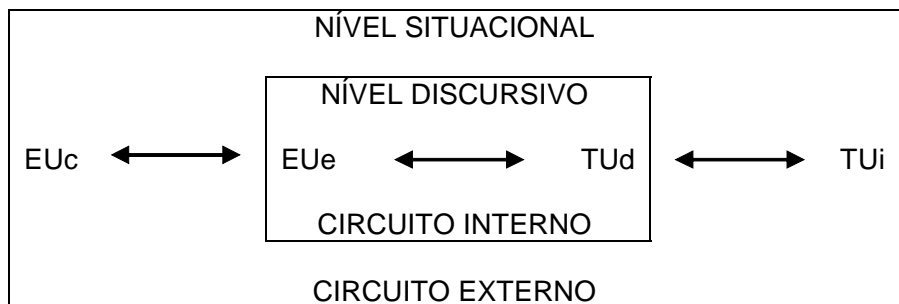 NÍVEL SITUACIONAL
NÍVEL DISCURSIVO
EUc EUe TUd TUi
CIRCUITO INTERNO
CIRCUITO EXTERNO